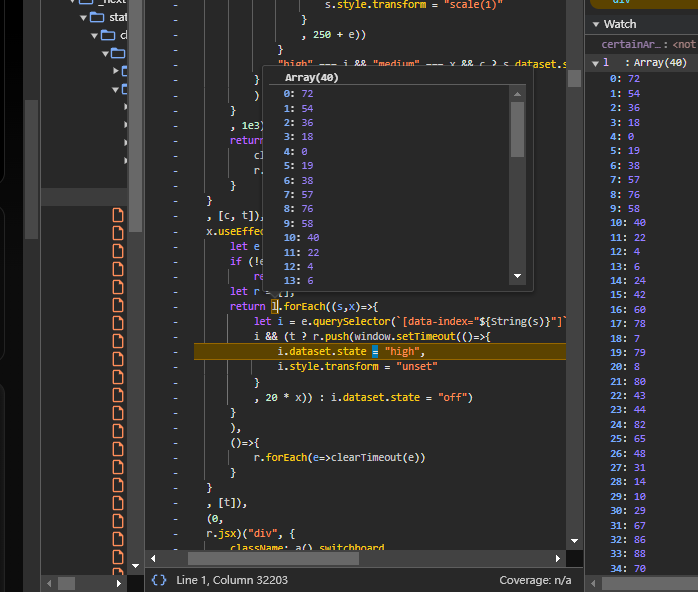 _next
stat
cl
s.style.transform = "scale(1)"
}
, 250 + e))
}
"high" === i && "medium" === x && c ? s.dataset.s
}
)
}
, 1e3)
return
cl
r.
}
}
, [c, t]),
x.useEffec
let e
if (!e
re
let r = [];
return l.forEach((s,x)=>{
let i = e.querySelector(`[data-index="${String(s)}"]`
i && (t ? r.push(window.setTimeout(()=>{
i.dataset.state = "high",
i.style.transform = "unset"
}
, 20 * x)) : i.dataset.state = "off")
}
),
()=>{
r.forEach(e=>clearTimeout(e))
}
}
, [t]),
(0,
r.jsx)("div", {
className: a().switchboard
Array(40)
0: 72
1: 54
2: 36
3: 18
4: 0
5: 19
6: 38
7: 57
8: 76
9: 58
10: 40
11: 22
12: 4
13: 6
{} Line 1, Column 32203
Coverage: n/a
div
Watch
certainAr…: <not
l : Array(40)
0: 72
1: 54
2: 36
3: 18
4: 0
5: 19
6: 38
7: 57
8: 76
9: 58
10: 40
11: 22
12: 4
13: 6
14: 24
15: 42
16: 60
17: 78
18: 7
19: 79
20: 8
21: 80
22: 43
23: 44
24: 82
25: 65
26: 48
27: 31
28: 14
29: 10
30: 29
31: 67
32: 86
33: 88
34: 70